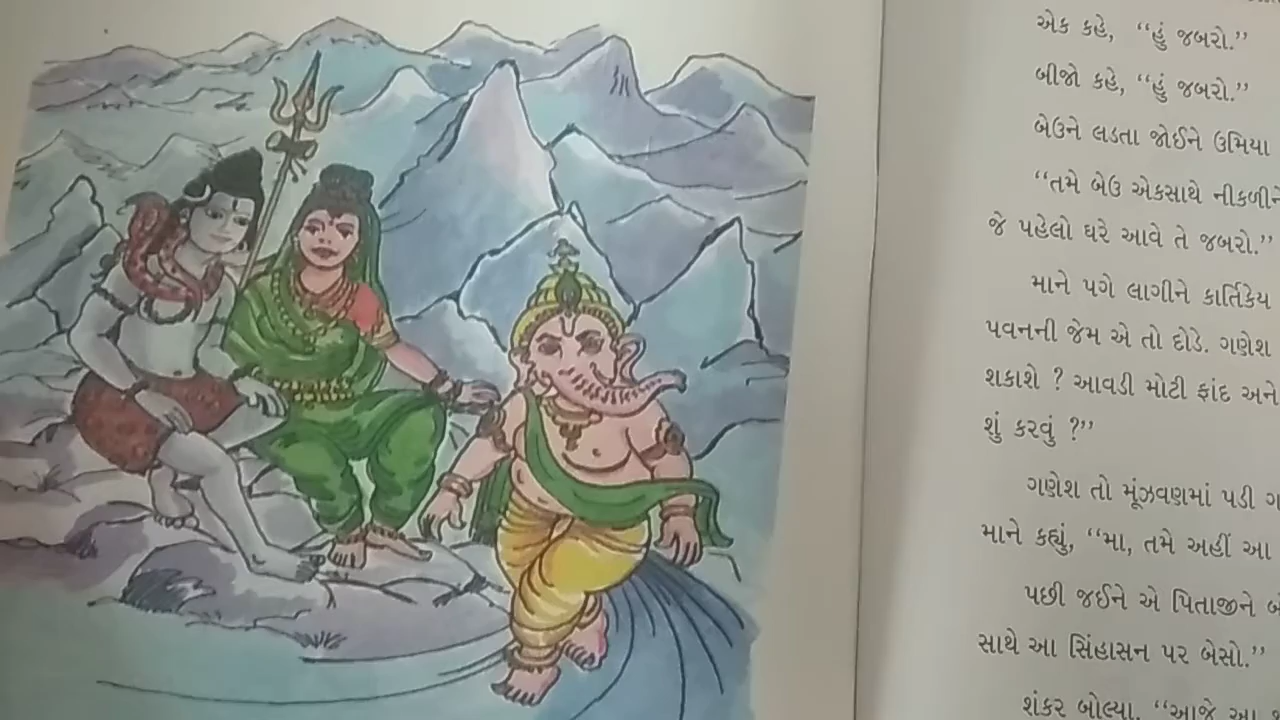 એક કહે, “હું જબરો.”
બીજો કહે, “હું જબરો.”
બેઉને લડતા જોઈને ઉમિયા
“તમે બેઉ એકસાથે નીકળીને
જે પહેલો ઘરે આવે તે જબરો.”
માને પગે લાગીને કાર્તિકેય
પવનની જેમ એ તો દોડે. ગણેશ
શકાશે ? આવડી મોટી ફાંદ અને
શું કરવું ?”
ગણેશ તો મૂંઝવણમાં પડી
માને કહ્યું, “મા, તમે અહીં આ
પછી જઈને એ પિતાજીને
સાથે આ સિંહાસન પર બેસો.”
શંકર બોલ્યા, “આજે આ